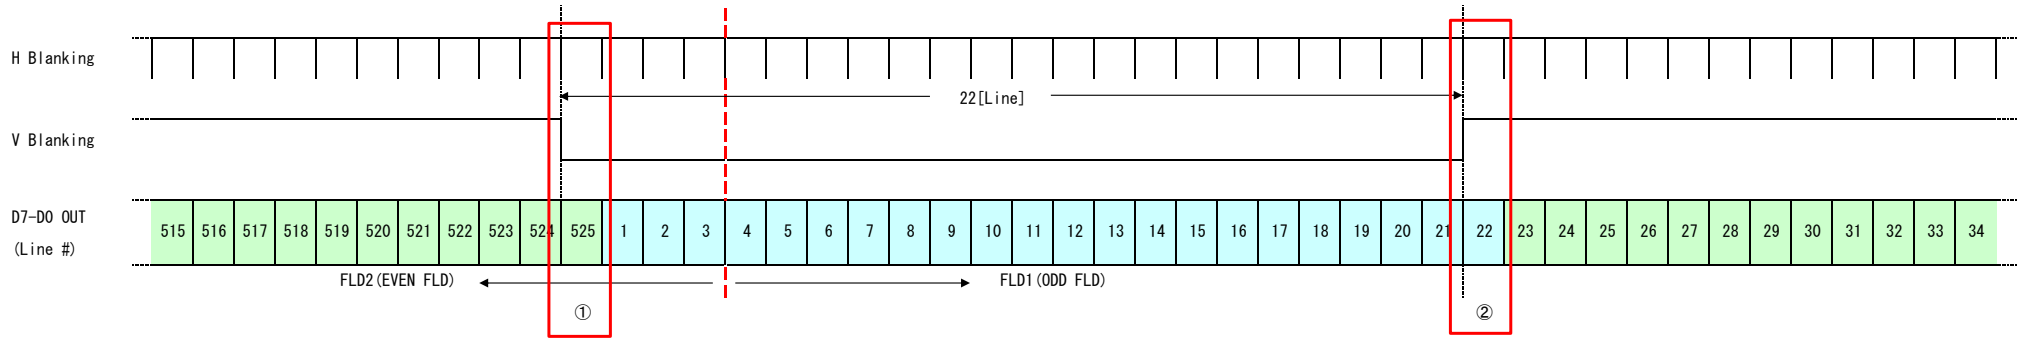 H Blanking
22[Line]
V Blanking
D7-D0 OUT
(Line #)
515 516 517 518 519 520 521 522 523 524 525 1 2 3 4 5 6 7 8 9 10 11 12 13 14 15 16 17 18 19 20 21 22 23 24 25 26 27 28 29 30 31 32 33 34
FLD2(EVEN FLD) FLD1(ODD FLD)
① ②